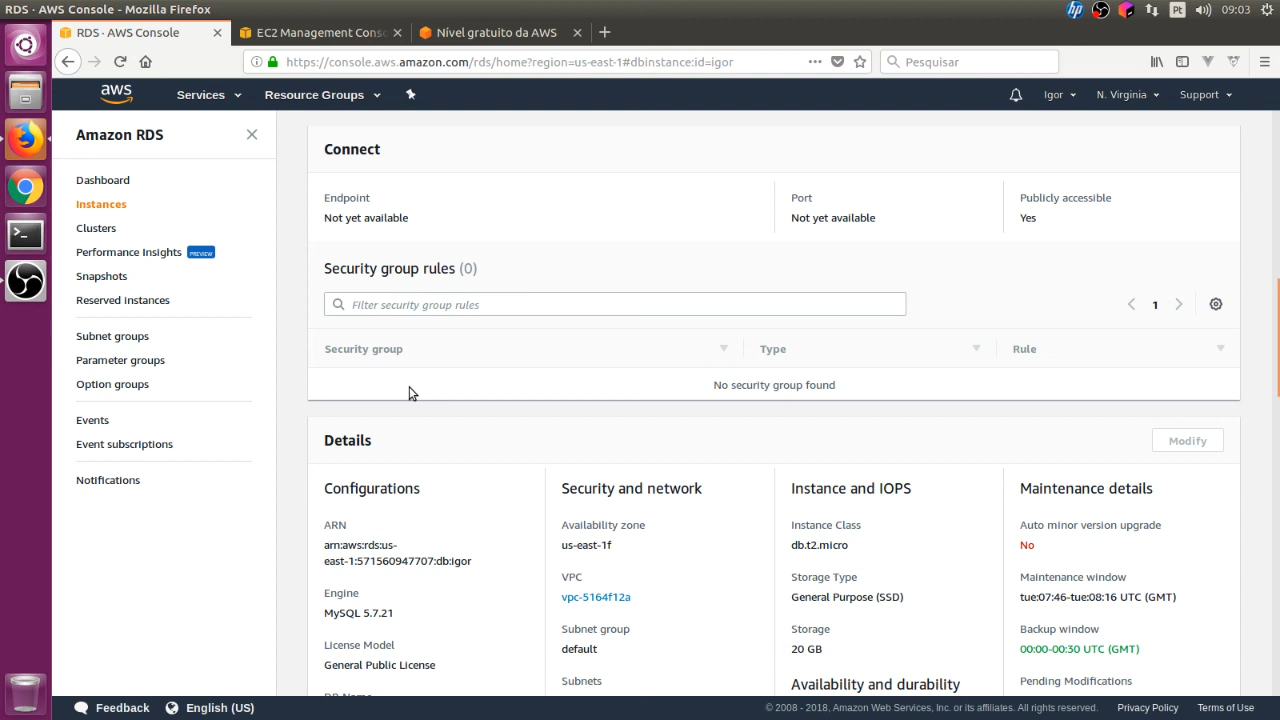 RDS · AWS Console - Mozilla Firefox
Pt
09:03
RDS · AWS Console
EC2 Management Cons
Nível gratuito da AWS
https://console.aws.amazon.com/rds/home?region=us-east-1#dbinstance:id=igor
Pesquisar
aws
Services
Resource Groups
Igor
N. Virginia
Support
Amazon RDS
Dashboard
Instances
Clusters
Performance Insights PREVIEW
Snapshots
Reserved instances
Subnet groups
Parameter groups
Option groups
Events
Event subscriptions
Notifications
Connect
Endpoint
Not yet available
Port
Not yet available
Publicly accessible
Yes
Security group rules (0)
Filter security group rules
1
Security group
Type
Rule
No security group found
Details
Modify
Configurations
ARN
arn:aws:rds:us-
east-1:571560947707:db:igor
Engine
MySQL 5.7.21
License Model
General Public License
DB Name
Security and network
Availability zone
us-east-1f
VPC
vpc-5164f12a
Subnet group
default
Subnets
Instance and IOPS
Instance Class
db.t2.micro
Storage Type
General Purpose (SSD)
Storage
20 GB
Availability and durability
Maintenance details
Auto minor version upgrade
No
Maintenance window
tue:07:46-tue:08:16 UTC (GMT)
Backup window
00:00-00:30 UTC (GMT)
Pending Modifications
Feedback
English (US)
© 2008 - 2018, Amazon Web Services, Inc. or its affiliates. All rights reserved.
Privacy Policy
Terms of Use